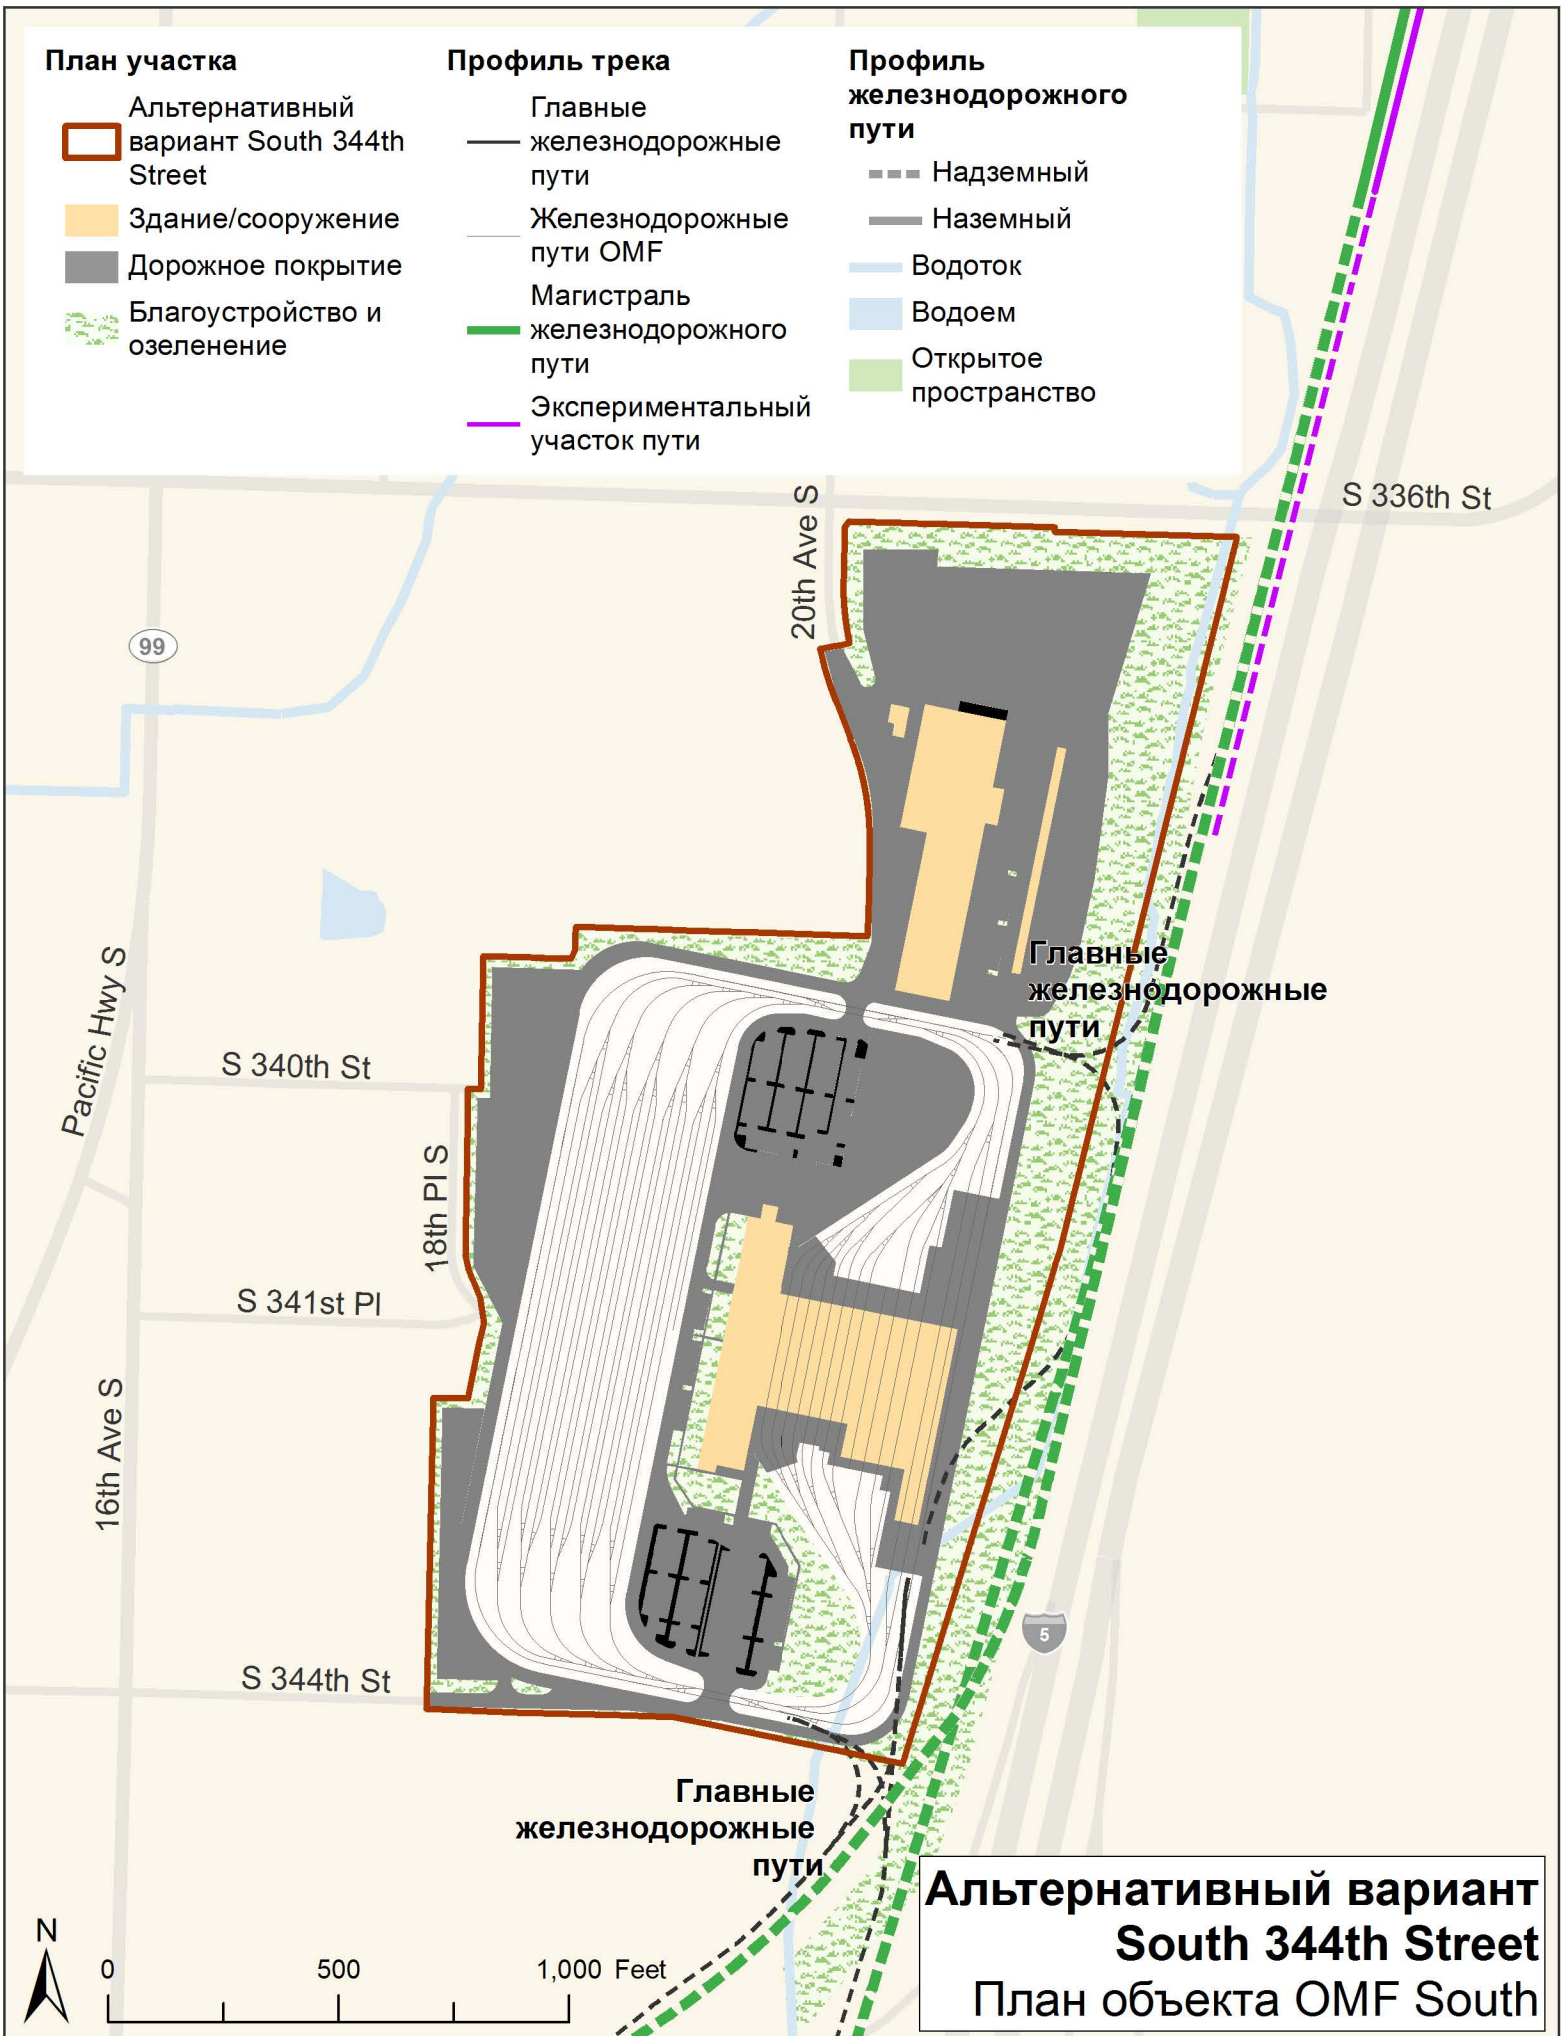 План участка
Альтернативный
вариант South 344th
Street
Здание/сооружение
Дорожное покрытие
Благоустройство и
озеленение
Профиль трека
Главные
железнодорожные
пути
Железнодорожные
пути OMF
Магистраль
железнодорожного
пути
Экспериментальный
участок пути
Профиль
железнодорожного
пути
Надземный
Наземный
Водоток
Водоем
Открытое
пространство
S 336th St
20th Ave S
99
Главные
железнодорожные
пути
Pacific Hwy S
S 340th St
18th Pl S
S 341st Pl
16th Ave S
5
S 344th St
Главные
железнодорожные
пути
N
0
500
1,000 Feet
Альтернативный вариант
South 344th Street
План объекта OMF South